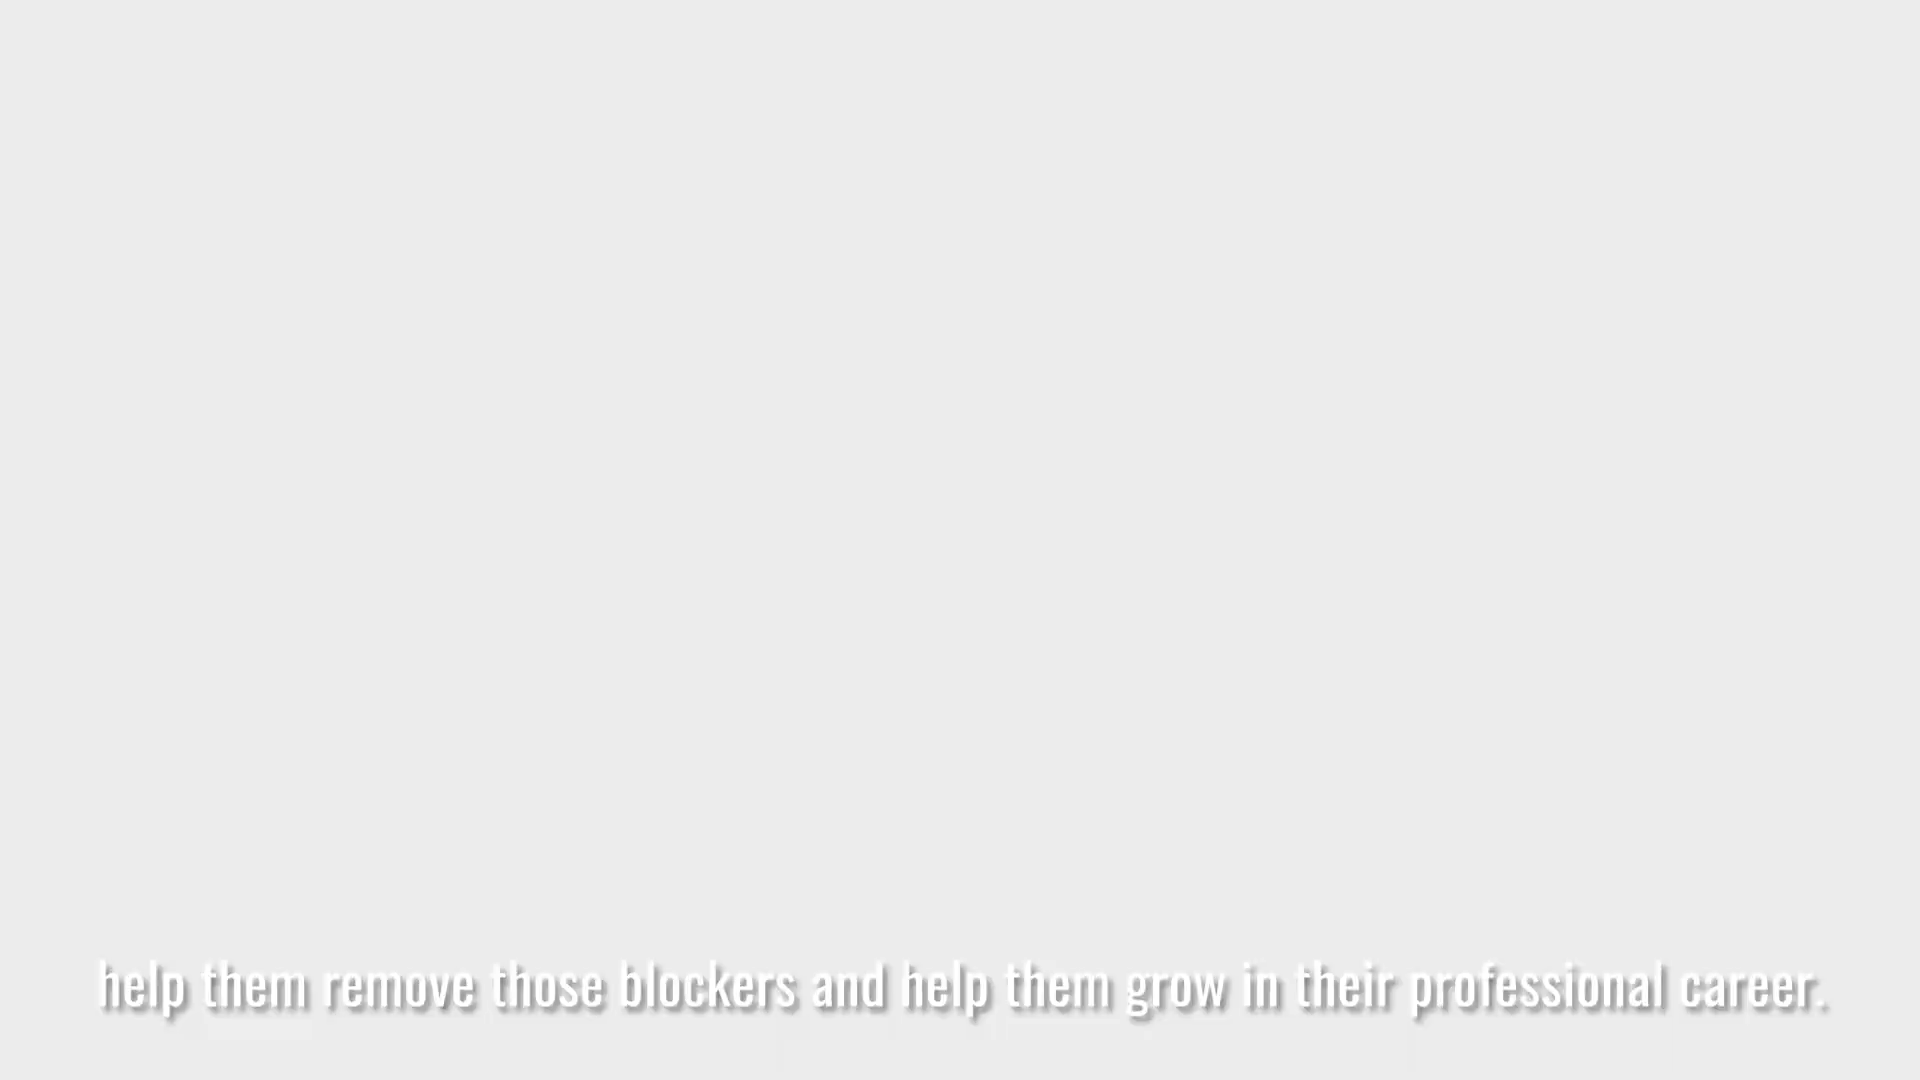 help them remove those blockers and help them grow in their professional career.